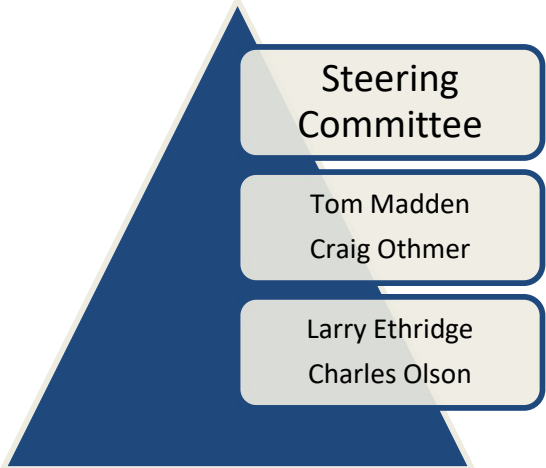 Steering
Committee
Tom Madden
Craig Othmer
Larry Ethridge
Charles Olson